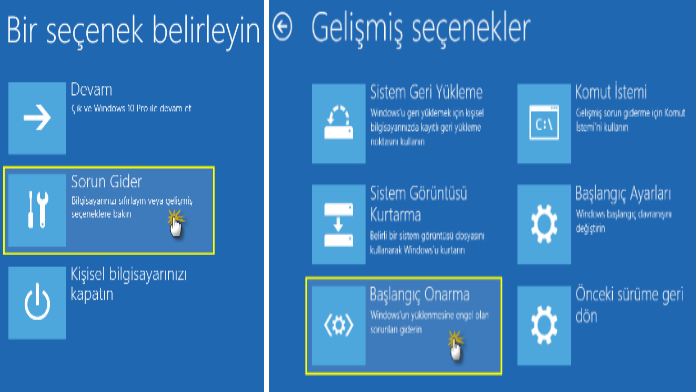 Bir seçenek belirleyin
Devam
Çık ve Windows 10 Pro ile devam et
Sorun Gider
Bilgisayarınızı sıfırlayın veya gelişmiş
seçeneklere bakın
Kişisel bilgisayarınızı
kapatın
Gelişmiş seçenekler
Sistem Geri Yükleme
Windows'u geri yüklemek için kişisel
bilgisayarınızda kayıtlı geri yükleme
noktasını kullanın
Sistem Görüntüsü
Kurtarma
Belirli bir sistem görüntüsü dosyasını
kullanarak Windows'u kurtarın
Başlangıç Onarma
Windows'un yüklenmesine engel olan
sorunları giderin
C:\
Komut İstemi
Gelişmiş sorun giderme için Komut
İstemi'ni kullanın
Başlangıç Ayarları
Windows başlangıç davranışını
değiştirin
Önceki sürüme geri
dön